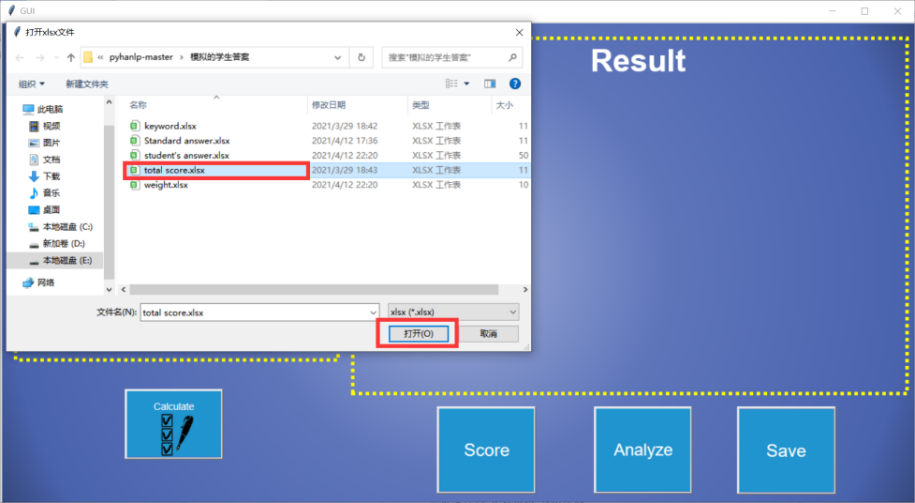 GUI
打开xlsx文件
« pyhanlp-master › 模拟的学生答案
搜索"模拟的学生答案"
组织 新建文件夹
名称 修改日期 类型 大小
此电脑
视频
图片
文档
下载
音乐
桌面
本地磁盘 (C:)
新加卷 (D:)
本地磁盘 (E:)
网络
keyword.xlsx 2021/3/29 18:42 XLSX 工作表 11
Standard answer.xlsx 2021/4/12 17:36 XLSX 工作表 11
student's answer.xlsx 2021/4/12 22:20 XLSX 工作表 50
total score.xlsx 2021/3/29 18:43 XLSX 工作表 11
weight.xlsx 2021/4/12 22:20 XLSX 工作表 10
文件名(N): total score.xlsx xlsx (*.xlsx)
打开(O) 取消
Result
Calculate
Score Analyze Save